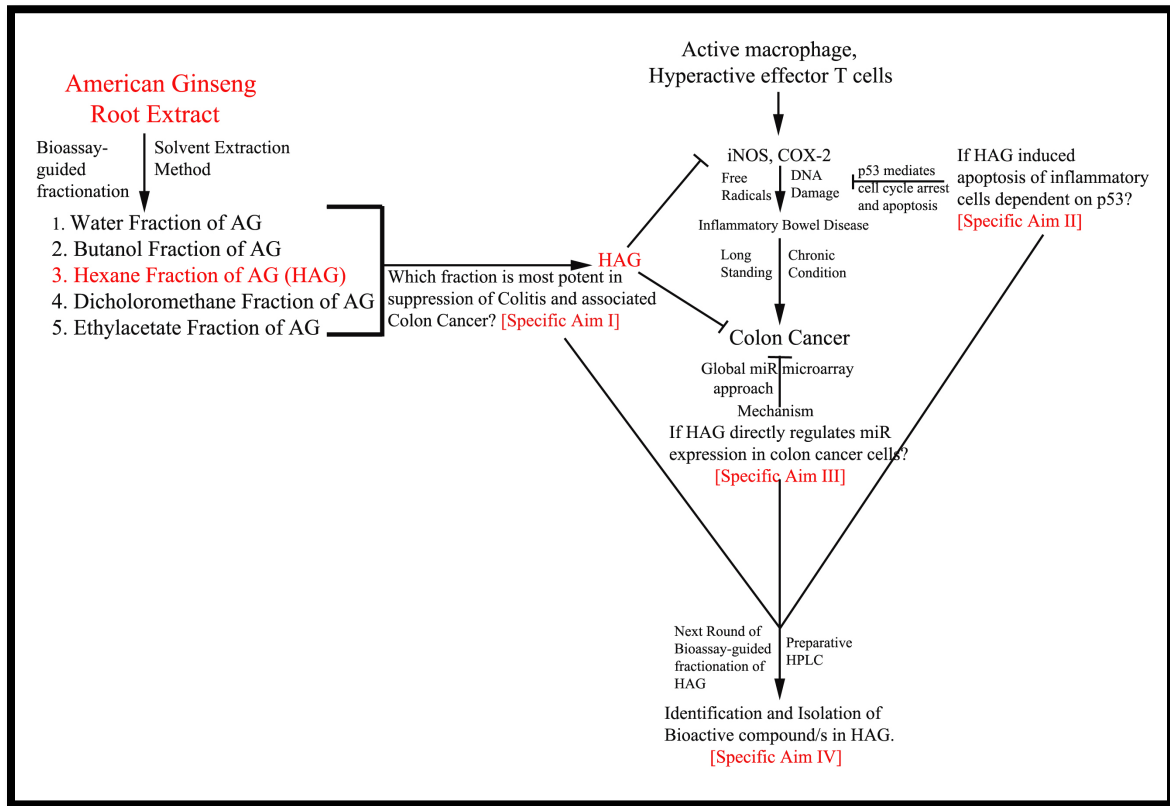 American Ginseng
Root Extract
Bioassay-
guided
fractionation
Solvent Extraction
Method
1. Water Fraction of AG
2. Butanol Fraction of AG
3. Hexane Fraction of AG (HAG)
4. Dicholoromethane Fraction of AG
5. Ethylacetate Fraction of AG
Which fraction is most potent in
suppression of Colitis and associated
Colon Cancer? [Specific Aim I]
HAG
Active macrophage,
Hyperactive effector T cells
iNOS, COX-2
Free
Radicals
DNA
Damage
p53 mediates
cell cycle arrest
and apoptosis
If HAG induced
apoptosis of inflammatory
cells dependent on p53?
[Specific Aim II]
Inflammatory Bowel Disease
Long
Standing
Chronic
Condition
Colon Cancer
Global miR microarray
approach
Mechanism
If HAG directly regulates miR
expression in colon cancer cells?
[Specific Aim III]
Next Round of
Bioassay-guided
fractionation of
HAG
Preparative
HPLC
Identification and Isolation of
Bioactive compound/s in HAG.
[Specific Aim IV]